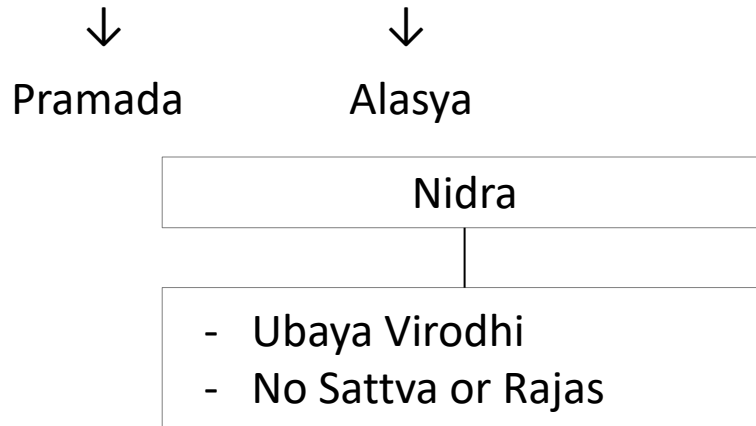 ↓ ↓
Pramada Alasya
Nidra
- Ubaya Virodhi
- No Sattva or Rajas